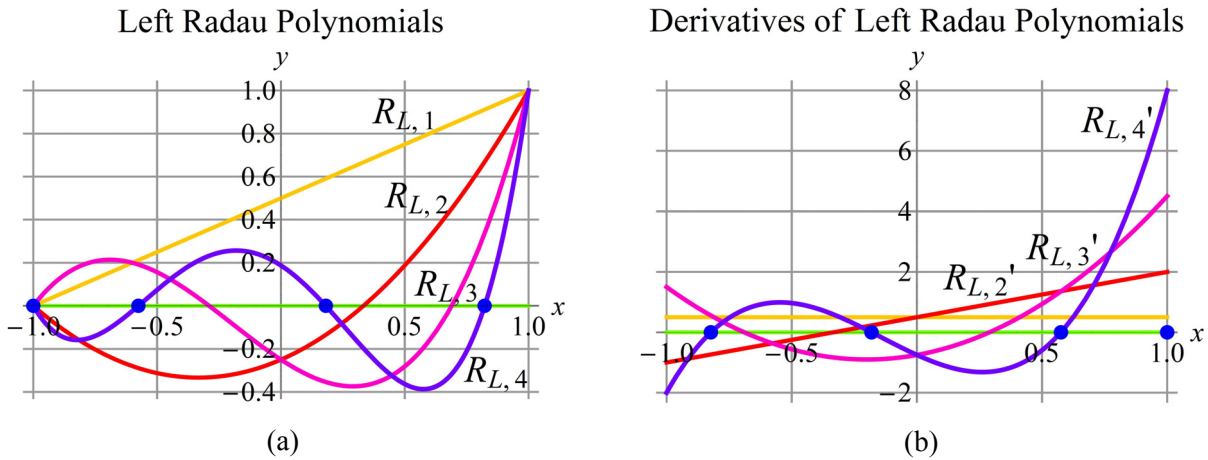 Left Radau Polynomials
y
1.0
0.8
0.6
0.4
0.2
−0.2
−0.4
−1.0
−0.5
0.5
1.0
x
R_{L,1}
R_{L,2}
R_{L,3}
R_{L,4}
(a)
Derivatives of Left Radau Polynomials
y
8
6
4
2
−2
−1.0
−0.5
0.5
1.0
x
R_{L,4}'
R_{L,3}'
R_{L,2}'
(b)